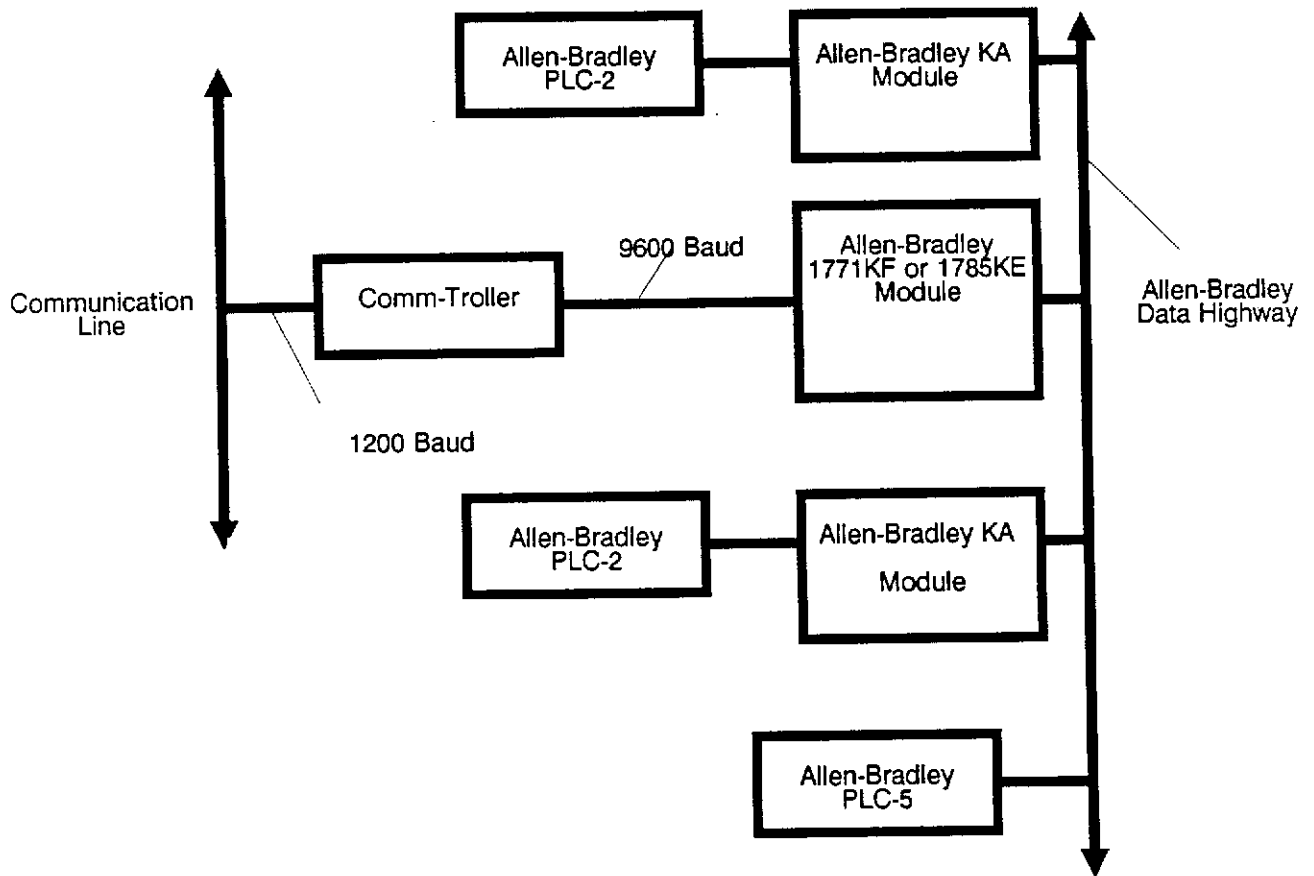 Allen-Bradley
PLC-2
Allen-Bradley KA
Module
Communication
Line
Comm-Troller
9600 Baud
Allen-Bradley
1771KF or 1785KE
Module
Allen-Bradley
Data Highway
1200 Baud
Allen-Bradley
PLC-2
Allen-Bradley KA
Module
Allen-Bradley
PLC-5